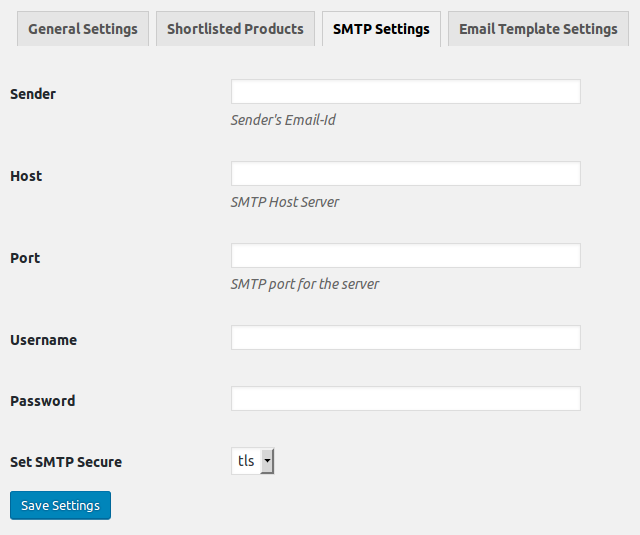 General Settings Shortlisted Products SMTP Settings Email Template Settings
Sender
Sender's Email-Id
Host
SMTP Host Server
Port
SMTP port for the server
Username
Password
Set SMTP Secure tls
Save Settings